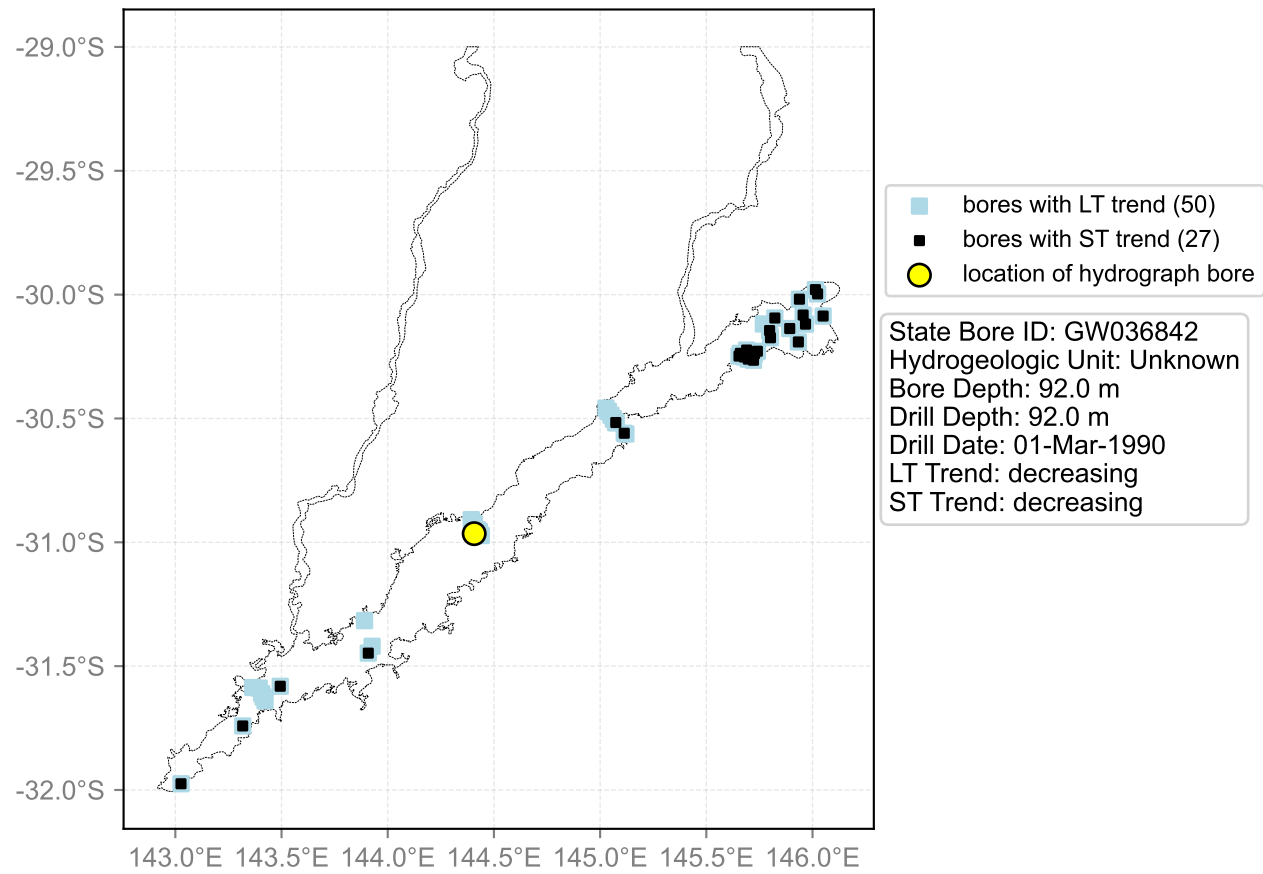 -29.0°S
-29.5°S
-30.0°S
-30.5°S
-31.0°S
-31.5°S
-32.0°S
143.0°E 143.5°E 144.0°E 144.5°E 145.0°E 145.5°E 146.0°E
bores with LT trend (50)
bores with ST trend (27)
location of hydrograph bore
State Bore ID: GW036842
Hydrogeologic Unit: Unknown
Bore Depth: 92.0 m
Drill Depth: 92.0 m
Drill Date: 01-Mar-1990
LT Trend: decreasing
ST Trend: decreasing